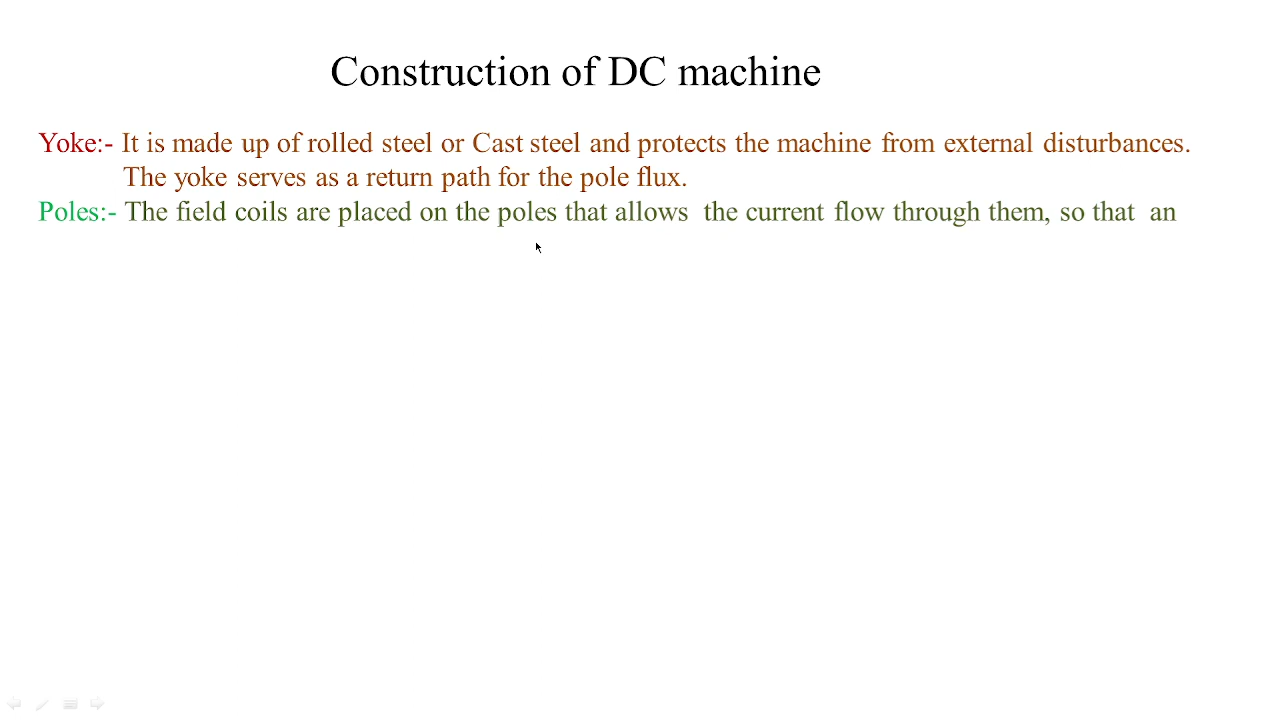 Construction of DC machine
Yoke:- It is made up of rolled steel or Cast steel and protects the machine from external disturbances.
The yoke serves as a return path for the pole flux.
Poles:- The field coils are placed on the poles that allows the current flow through them, so that an